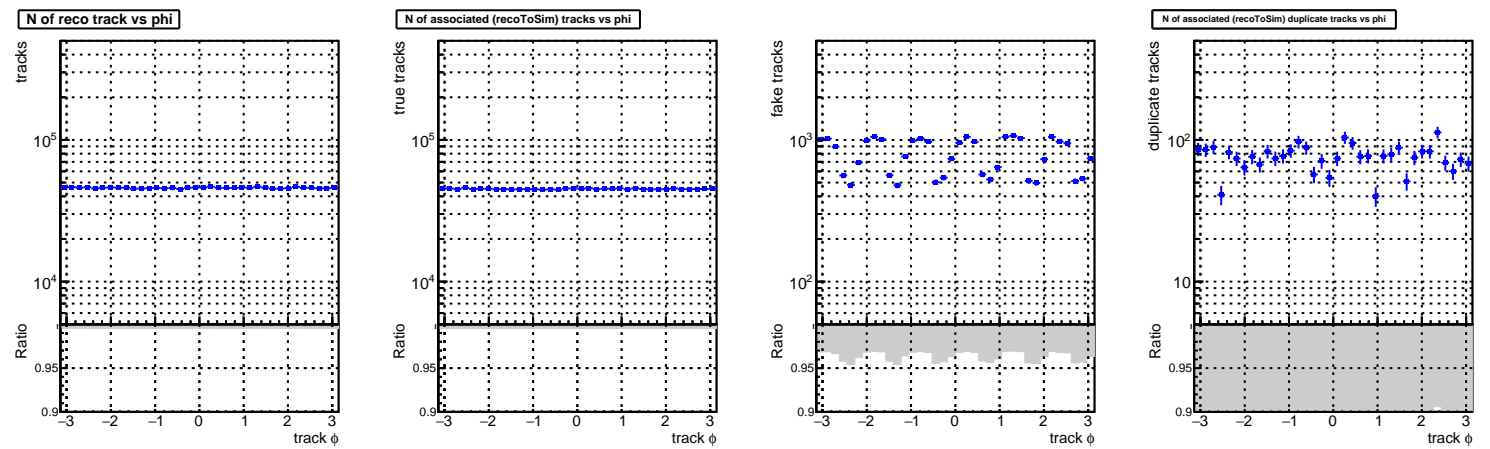 N of reco track vs phi
tracks
10^5
10^4
Ratio
0.95
0.9
−3 −2 −1 0 1 2 3
track ϕ
N of associated (recoToSim) tracks vs phi
true tracks
10^5
10^4
Ratio
0.95
0.9
−3 −2 −1 0 1 2 3
track ϕ
fake tracks
10^3
10^2
Ratio
0.95
0.9
−3 −2 −1 0 1 2 3
track ϕ
N of associated (recoToSim) duplicate tracks vs phi
duplicate tracks
10^2
10
Ratio
0.95
0.9
−3 −2 −1 0 1 2 3
track ϕ